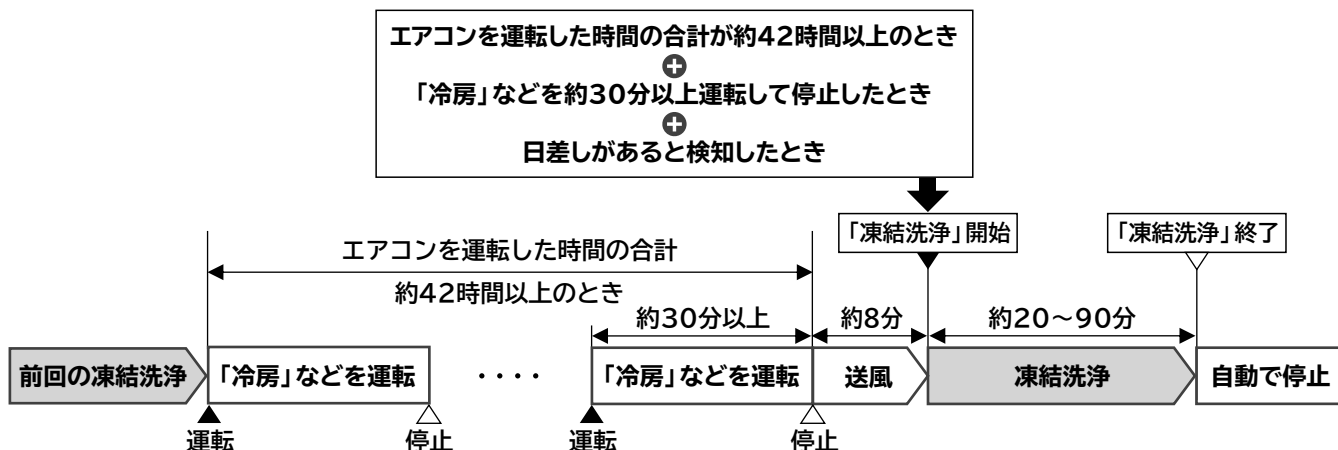 エアコンを運転した時間の合計が約42時間以上のとき
+
「冷房」などを約30分以上運転して停止したとき
+
日差しがあると検知したとき
「凍結洗浄」開始
「凍結洗浄」終了
エアコンを運転した時間の合計
約42時間以上のとき
約30分以上
約8分
約20〜90分
前回の凍結洗浄
「冷房」などを運転
・・・・
「冷房」などを運転
送風
凍結洗浄
自動で停止
運転
停止
運転
停止